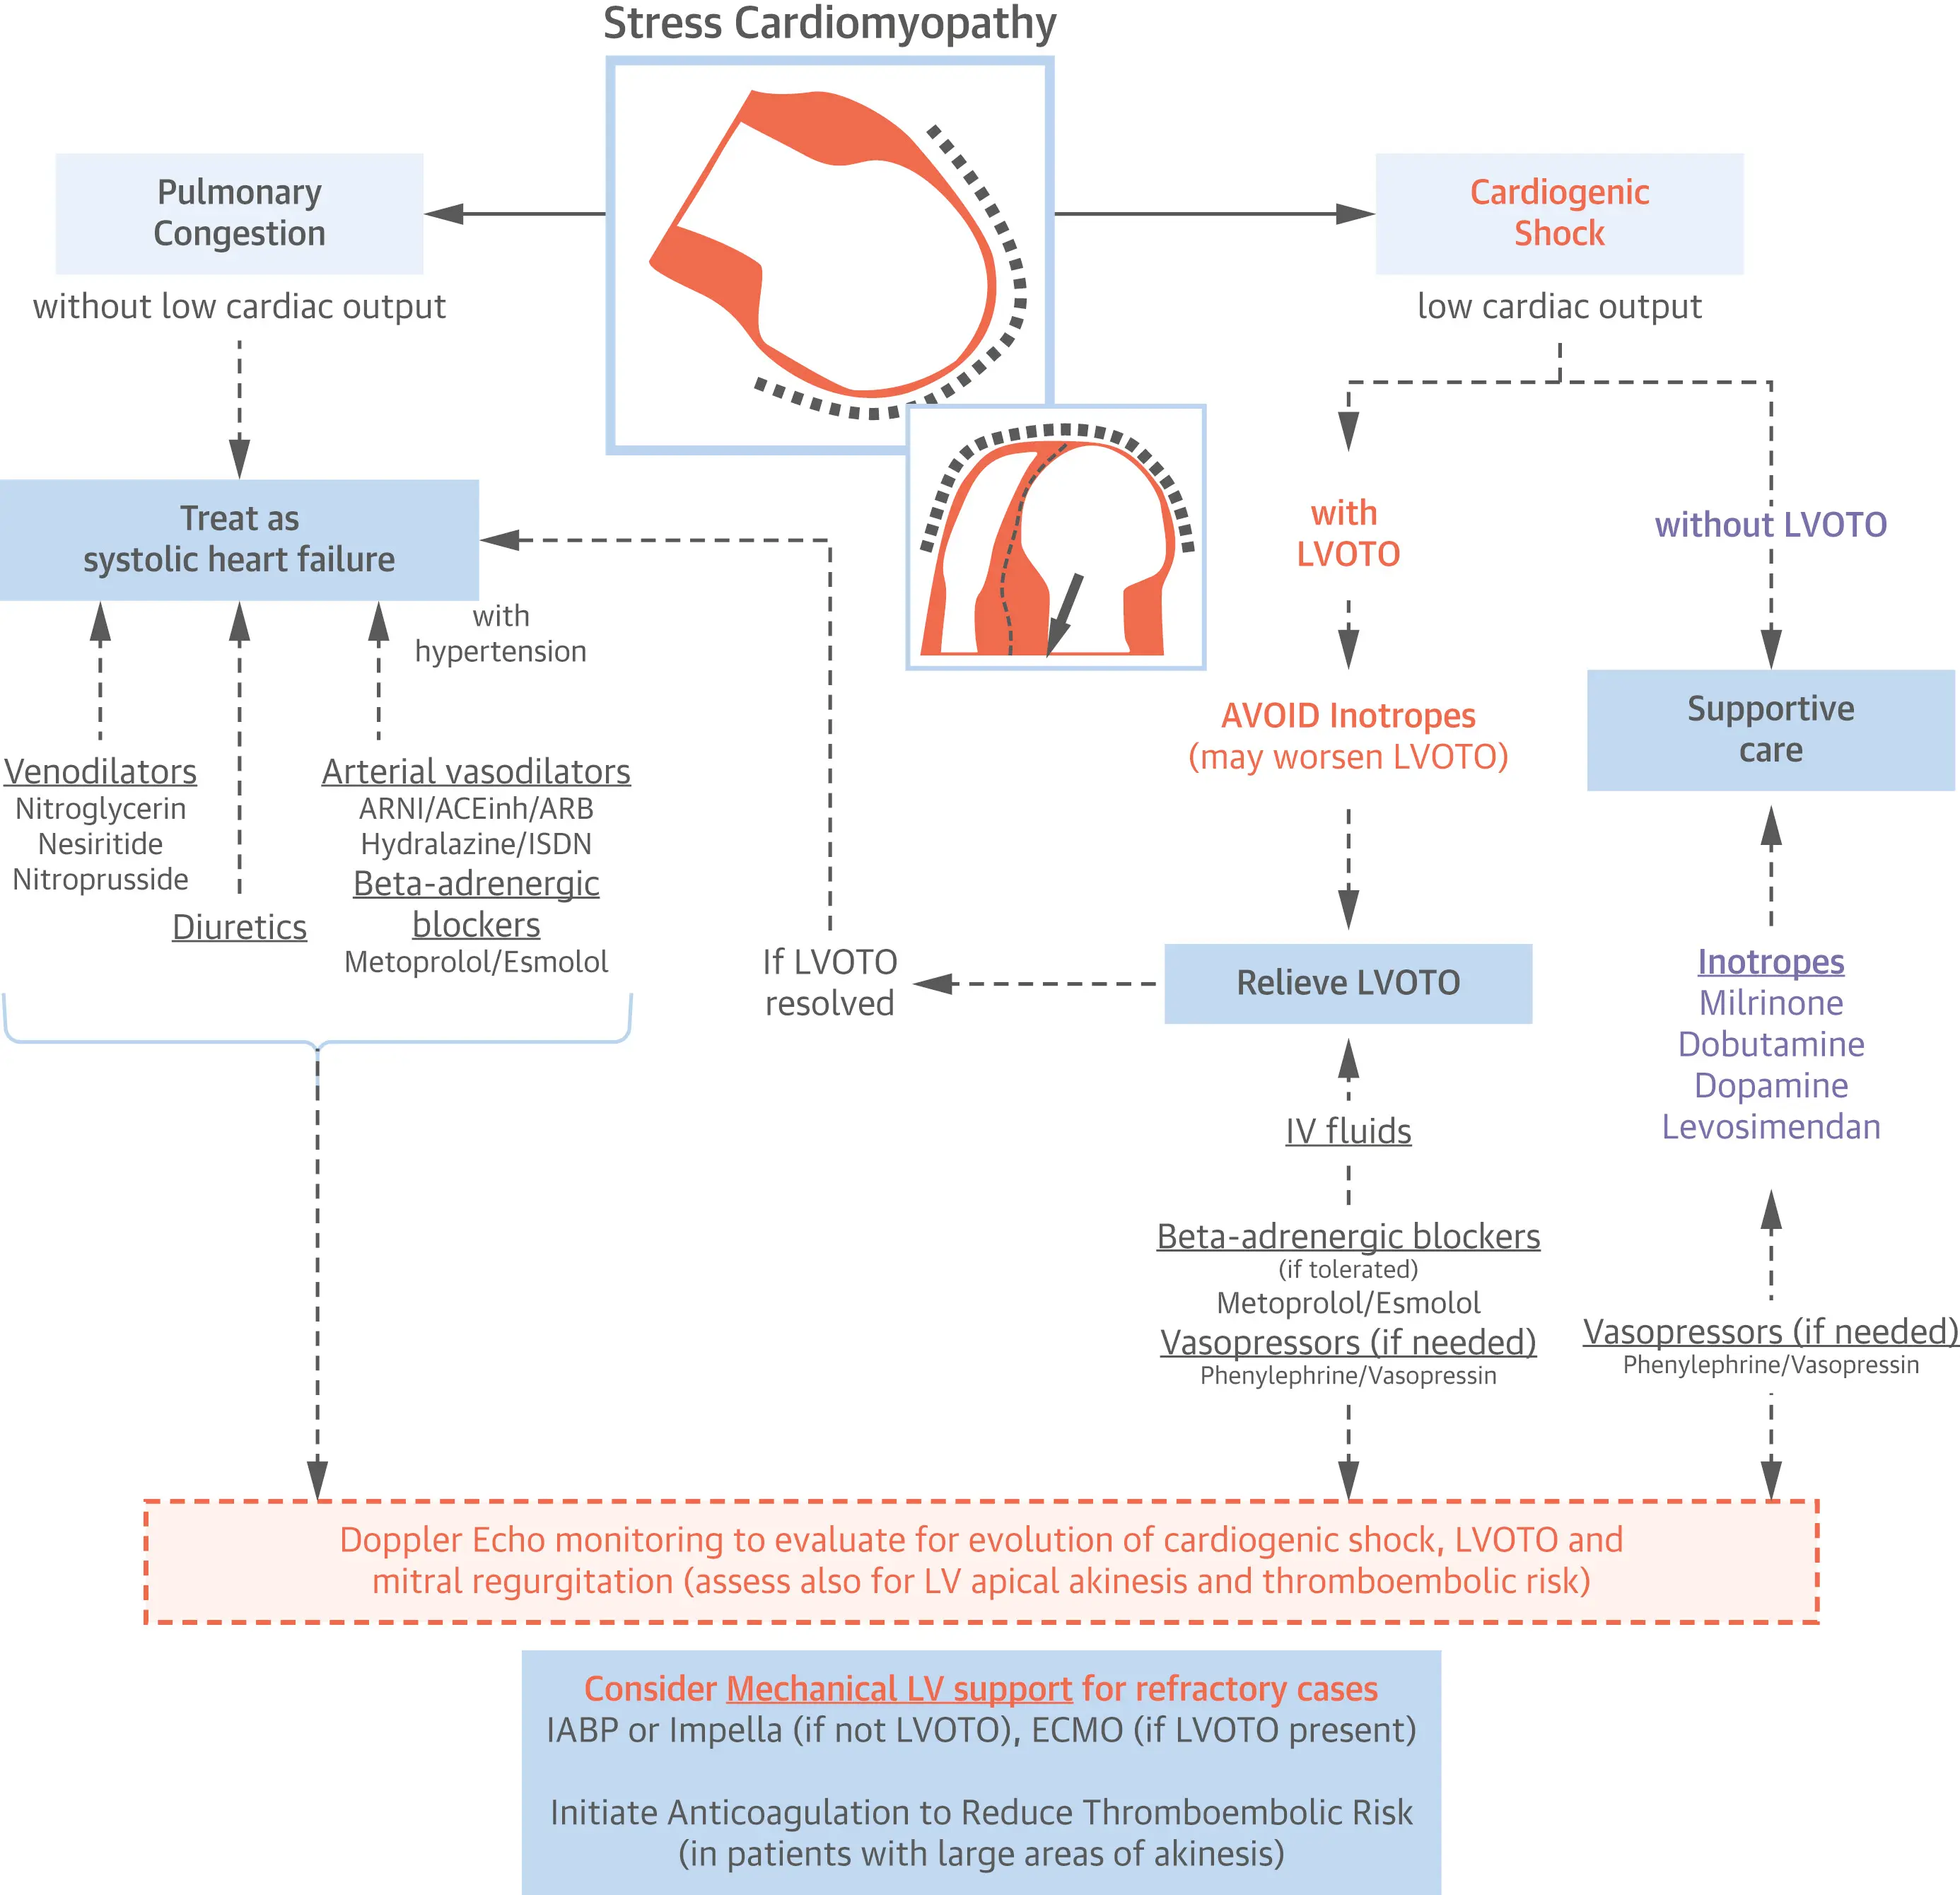 Stress Cardiomyopathy
Pulmonary
Congestion
without low cardiac output
Cardiogenic
Shock
low cardiac output
Treat as
systolic heart failure
with
hypertension
Venodilators
Nitroglycerin
Nesiritide
Nitroprusside
Diuretics
Arterial vasodilators
ARNI/ACEinh/ARB
Hydralazine/ISDN
Beta-adrenergic
blockers
Metoprolol/Esmolol
If LVOTO
resolved
with
LVOTO
AVOID Inotropes
(may worsen LVOTO)
Relieve LVOTO
IV fluids
Beta-adrenergic blockers
(if tolerated)
Metoprolol/Esmolol
Vasopressors (if needed)
Phenylephrine/Vasopressin
without LVOTO
Supportive
care
Inotropes
Milrinone
Dobutamine
Dopamine
Levosimendan
Vasopressors (if needed)
Phenylephrine/Vasopressin
Doppler Echo monitoring to evaluate for evolution of cardiogenic shock, LVOTO and
mitral regurgitation (assess also for LV apical akinesis and thromboembolic risk)
Consider Mechanical LV support for refractory cases
IABP or Impella (if not LVOTO), ECMO (if LVOTO present)
Initiate Anticoagulation to Reduce Thromboembolic Risk
(in patients with large areas of akinesis)